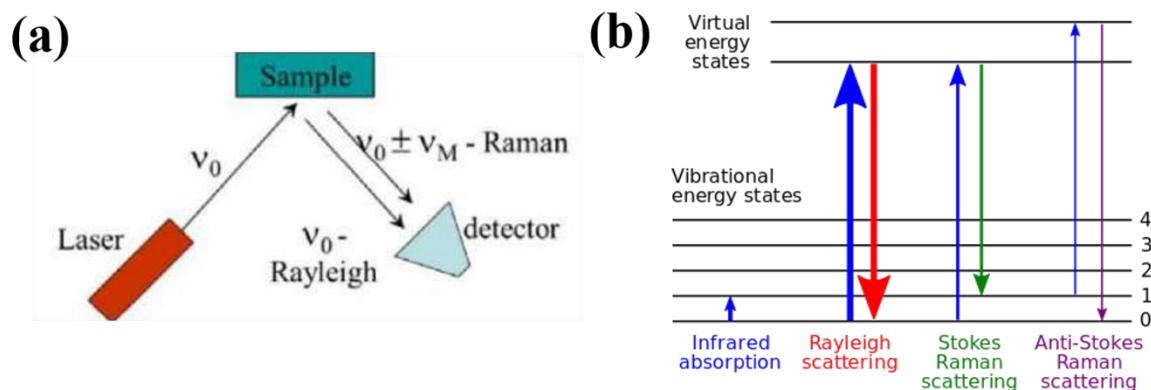 (a)
Sample
ν₀ ± ν_M - Raman
ν₀
Laser
detector
ν₀-
Rayleigh
(b)
Virtual
energy
states
Vibrational
energy states
4
3
2
1
0
Infrared
absorption
Rayleigh
scattering
Stokes
Raman
scattering
Anti-Stokes
Raman
scattering